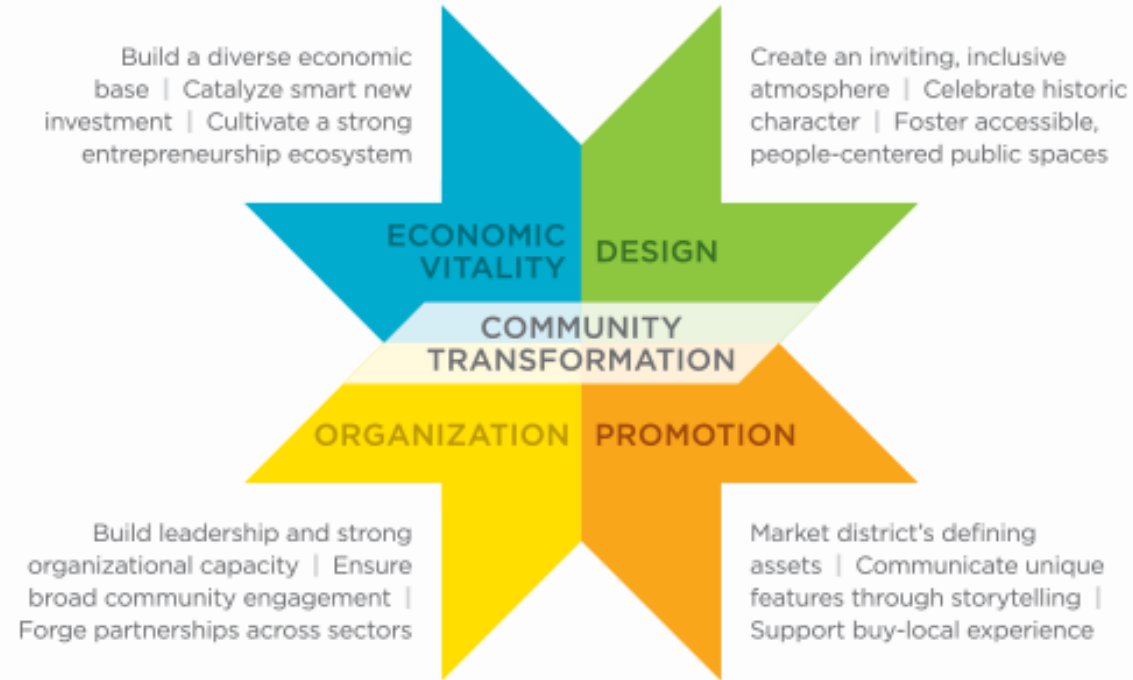 Build a diverse economic
base | Catalyze smart new
investment | Cultivate a strong
entrepreneurship ecosystem
Create an inviting, inclusive
atmosphere | Celebrate historic
character | Foster accessible,
people-centered public spaces
ECONOMIC
VITALITY
DESIGN
COMMUNITY
TRANSFORMATION
ORGANIZATION
PROMOTION
Build leadership and strong
organizational capacity | Ensure
broad community engagement |
Forge partnerships across sectors
Market district's defining
assets | Communicate unique
features through storytelling |
Support buy-local experience